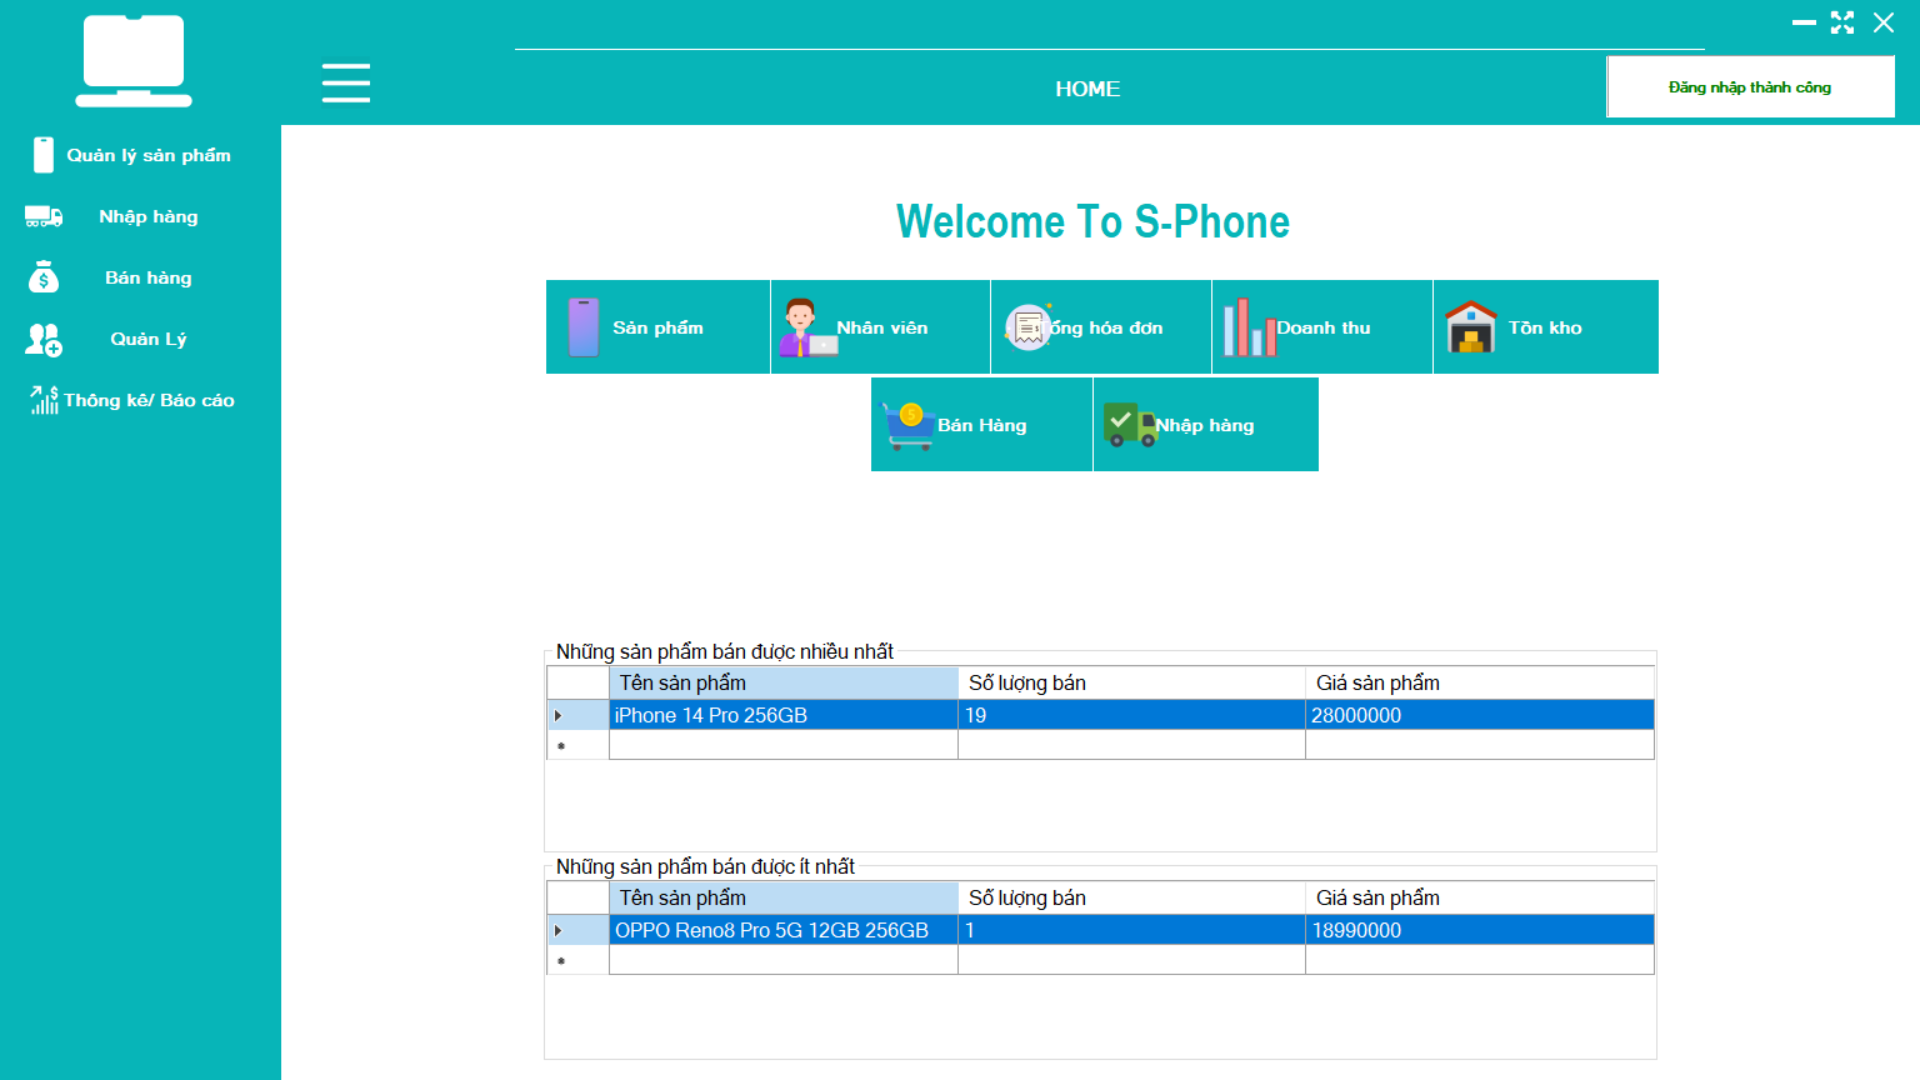 HOME
Đăng nhập thành công
Quản lý sản phẩm
Nhập hàng
Bán hàng
Quản Lý
Thống kê/ Báo cáo
Welcome To S-Phone
Sản phẩm
Nhân viên
Tổng hóa đơn
Doanh thu
Tồn kho
Bán Hàng
Nhập hàng
Những sản phẩm bán được nhiều nhất
Tên sản phẩm Số lượng bán Giá sản phẩm
iPhone 14 Pro 256GB 19 28000000
Những sản phẩm bán được ít nhất
Tên sản phẩm Số lượng bán Giá sản phẩm
OPPO Reno8 Pro 5G 12GB 256GB 1 18990000